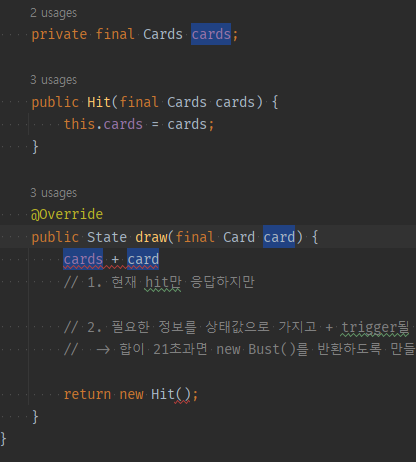 2 usages
private final Cards cards;
3 usages
public Hit(final Cards cards) {
this.cards = cards;
}
3 usages
@Override
public State draw(final Card card) {
cards + card
// 1. 현재 hit만 응답하지만
// 2. 필요한 정보를 상태값으로 가지고 + trigger될
//  -> 합이 21초과면 new Bust()를 반환하도록 만들
return new Hit();
}
}